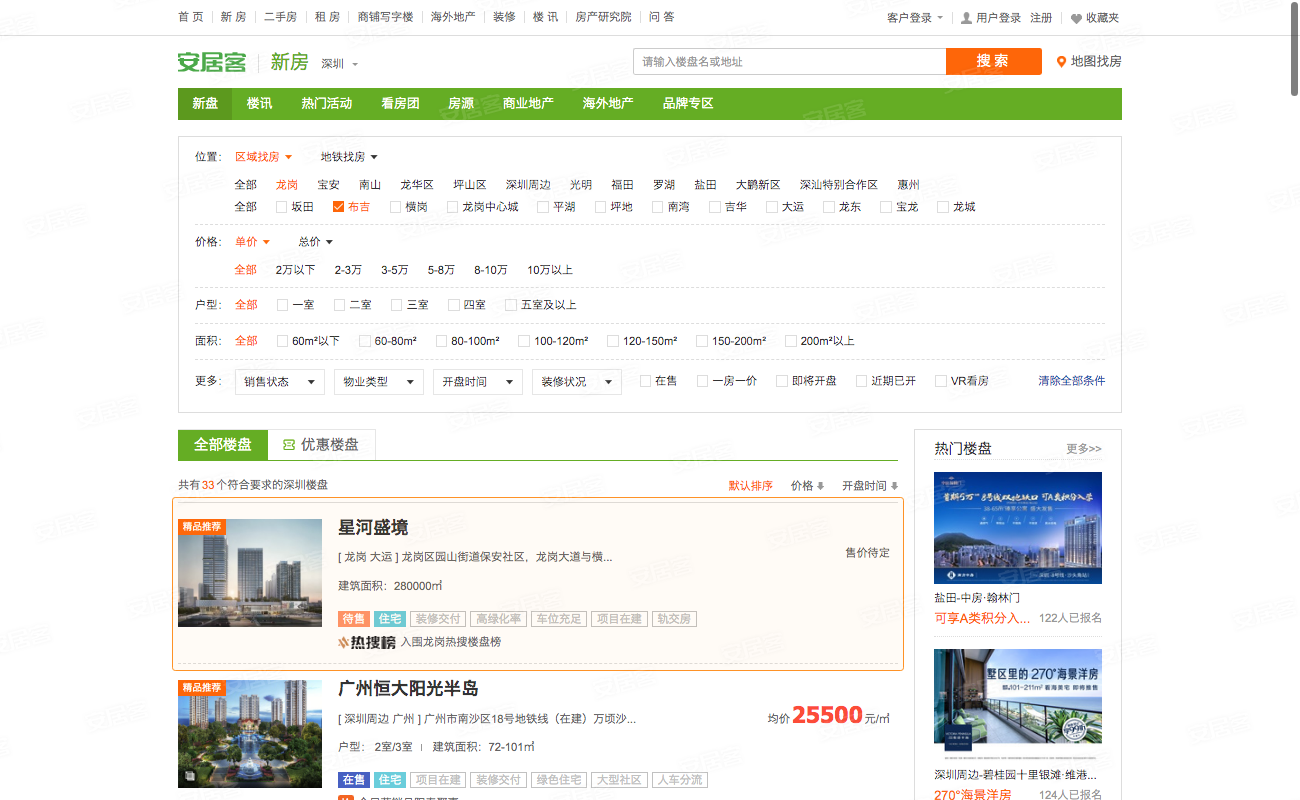 首 页 新 房 二手房 租 房 商铺写字楼 海外地产 装修 楼 讯 房产研究院 问 答 客户登录 用户登录 注册 收藏夹
安居客 新房 深圳 请输入楼盘名或地址 搜 索 地图找房
新盘 楼讯 热门活动 看房团 房源 商业地产 海外地产 品牌专区
位置： 区域找房 地铁找房
全部 龙岗 宝安 南山 龙华区 坪山区 深圳周边 光明 福田 罗湖 盐田 大鹏新区 深汕特别合作区 惠州
全部 坂田 布吉 横岗 龙岗中心城 平湖 坪地 南湾 吉华 大运 龙东 宝龙 龙城
价格： 单价 总价
全部 2万以下 2-3万 3-5万 5-8万 8-10万 10万以上
户型： 全部 一室 二室 三室 四室 五室及以上
面积： 全部 60m²以下 60-80m² 80-100m² 100-120m² 120-150m² 150-200m² 200m²以上
更多： 销售状态 物业类型 开盘时间 装修状况 在售 一房一价 即将开盘 近期已开 VR看房 清除全部条件
全部楼盘 优惠楼盘
共有33个符合要求的深圳楼盘 默认排序 价格 开盘时间
精品推荐
星河盛境
[ 龙岗 大运 ] 龙岗区园山街道保安社区，龙岗大道与横...
售价待定
建筑面积：280000㎡
待售 住宅 装修交付 高绿化率 车位充足 项目在建 轨交房
热搜榜 入围龙岗热搜楼盘榜
精品推荐
广州恒大阳光半岛
[ 深圳周边 广州 ] 广州市南沙区18号地铁线（在建）万顷沙...
均价25500元/㎡
户型： 2室/3室 建筑面积：72-101㎡
在售 住宅 项目在建 装修交付 绿色住宅 大型社区 人车分流
热门楼盘 更多>>
盐田-中房·翰林门
可享A类积分入... 122人已报名
墅区里的 270°海景洋房
深圳周边-碧桂园十里银滩·维港...
270°海景洋房 124人已报名